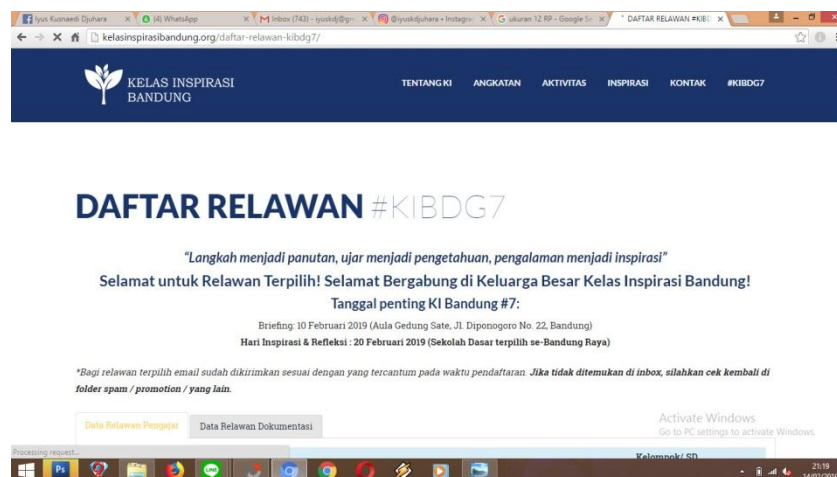 Iyus Kusnaedi Djuhara
(4) WhatsApp
Inbox (743) - iyuskdj@gm
@iyuskdjuhara • Instagram
ukuran 12 RP - Google Se
DAFTAR RELAWAN #KIBD
kelasinspirasibandung.org/daftar-relawan-kibdg7/
KELAS INSPIRASI
BANDUNG
TENTANG KI ANGKATAN AKTIVITAS INSPIRASI KONTAK #KIBDG7
DAFTAR RELAWAN #KIBDG7
"Langkah menjadi panutan, ujar menjadi pengetahuan, pengalaman menjadi inspirasi"
Selamat untuk Relawan Terpilih! Selamat Bergabung di Keluarga Besar Kelas Inspirasi Bandung!
Tanggal penting KI Bandung #7:
Briefing: 10 Februari 2019 (Aula Gedung Sate, Jl. Diponogoro No. 22, Bandung)
Hari Inspirasi & Refleksi : 20 Februari 2019 (Sekolah Dasar terpilih se-Bandung Raya)
*Bagi relawan terpilih email sudah dikirimkan sesuai dengan yang tercantum pada waktu pendaftaran. Jika tidak ditemukan di inbox, silahkan cek kembali di
folder spam / promotion / yang lain.
Data Relawan Pengajar Data Relawan Dokumentasi
Activate Windows
Go to PC settings to activate Windows.
Processing request...
Kelompok/ SD
Ps
LINE
21:19